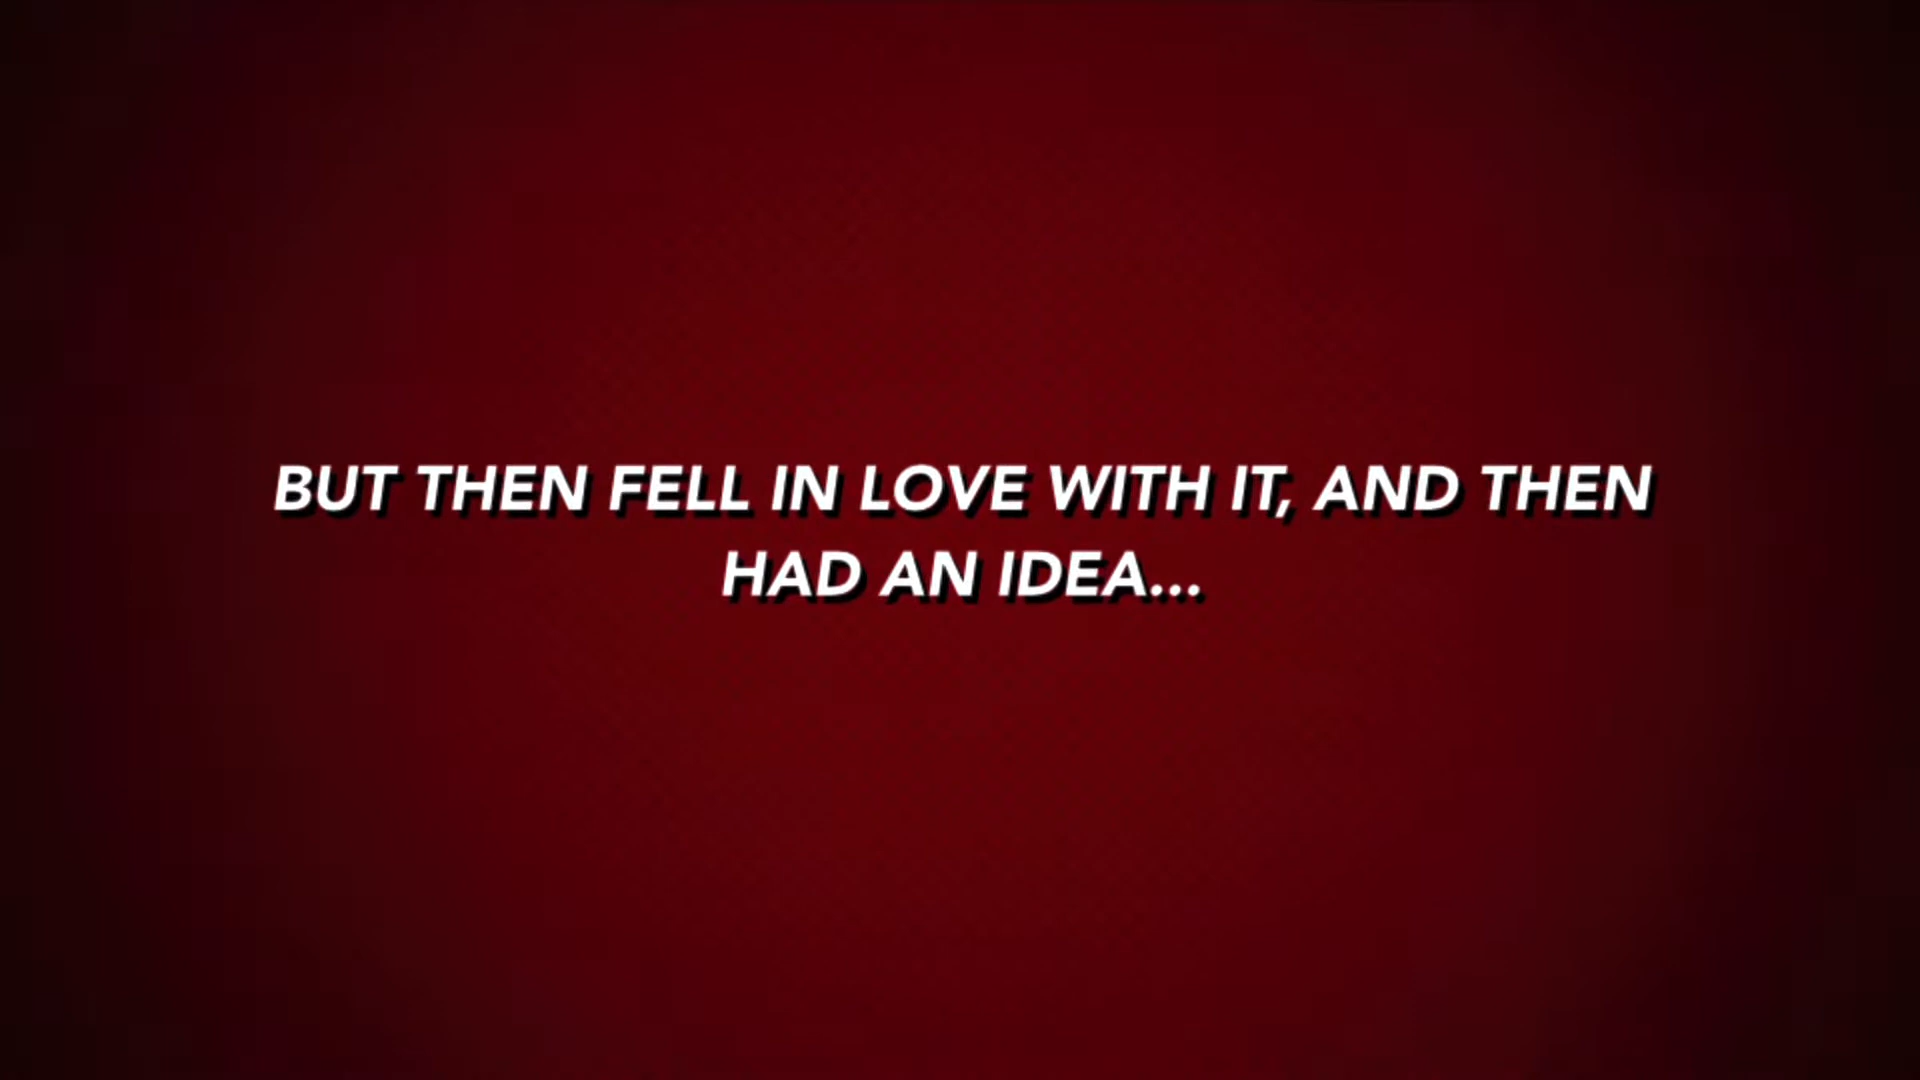 BUT THEN FELL IN LOVE WITH IT, AND THEN
HAD AN IDEA...